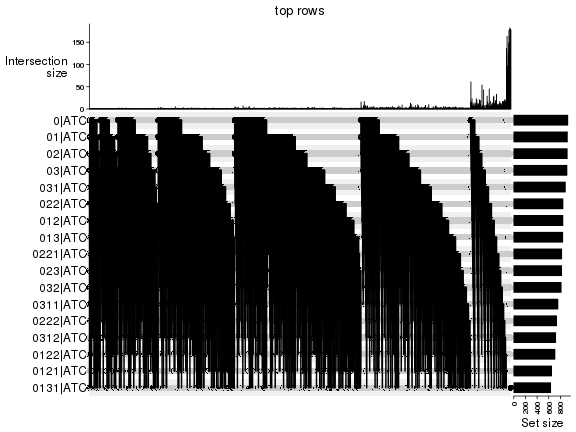 top rows
150
Intersection
size
100
50
0
0|ATC
01|ATC
02|ATC
03|ATC
031|ATC
022|ATC
012|ATC
013|ATC
0221|ATC
023|ATC
032|ATC
0311|ATC
0222|ATC
0312|ATC
0122|ATC
0121|ATC
0131|ATC
0
200
400
600
800
Set size